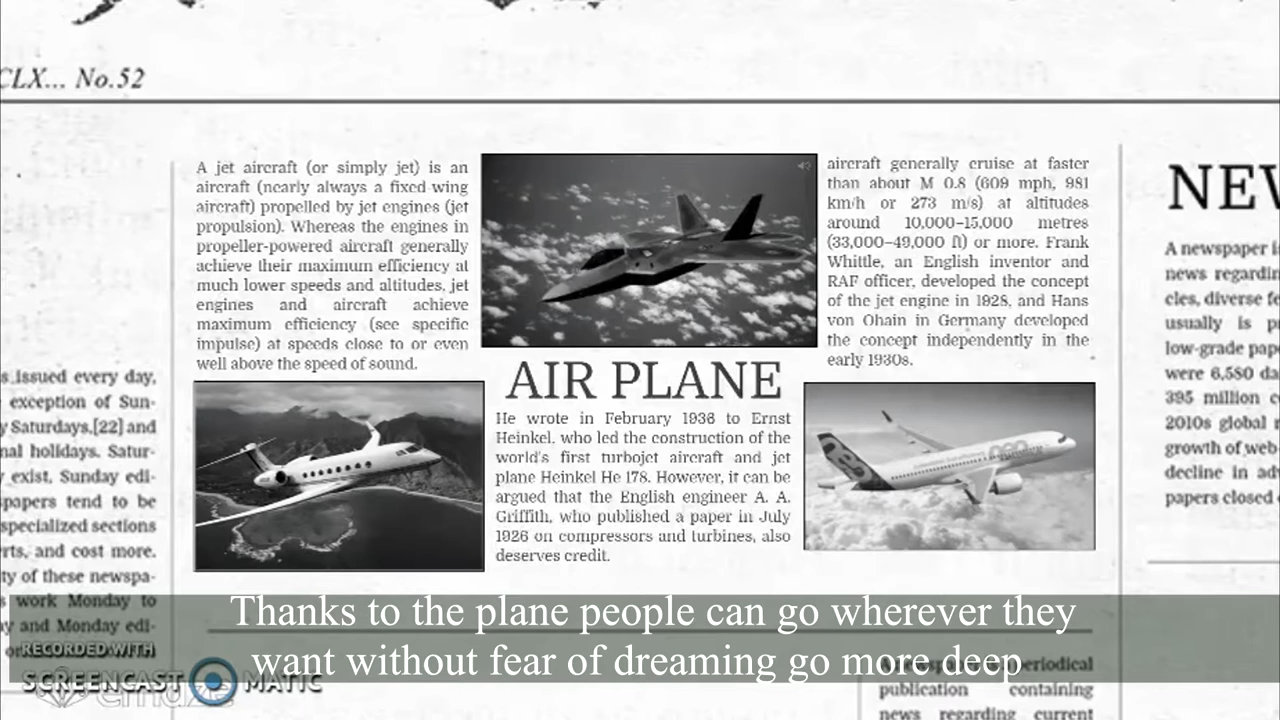 CLX... No.52
s issued every day,
exception of Sun-
y Saturdays,[22] and
nal holidays. Satur-
y exist, Sunday edi-
spapers tend to be
specialized sections
rts, and cost more.
ty of these newspa-
s work Monday to
ay and Monday edi-
A jet aircraft (or simply jet) is an
aircraft (nearly always a fixed-wing
aircraft) propelled by jet engines (jet
propulsion). Whereas the engines in
propeller-powered aircraft generally
achieve their maximum efficiency at
much lower speeds and altitudes, jet
engines and aircraft achieve
maximum efficiency (see specific
impulse) at speeds close to or even
well above the speed of sound.
AIR PLANE
He wrote in February 1936 to Ernst
Heinkel, who led the construction of the
world's first turbojet aircraft and jet
plane Heinkel He 178. However, it can be
argued that the English engineer A. A.
Griffith, who published a paper in July
1926 on compressors and turbines, also
deserves credit.
aircraft generally cruise at faster
than about M 0.8 (609 mph, 981
km/h or 273 m/s) at altitudes
around 10,000–15,000 metres
(33,000–49,000 ft) or more. Frank
Whittle, an English inventor and
RAF officer, developed the concept
of the jet engine in 1928, and Hans
von Ohain in Germany developed
the concept independently in the
early 1930s.
neo
NEW
A newspaper i
news regardin
cles, diverse fe
usually is p
low-grade pap
were 6,580 da
395 million c
2010s global n
growth of web
decline in ad
papers closed
Thanks to the plane people can go wherever they
want without fear of dreaming go more deep
periodical
publication containing
news regarding current
RECORDED WITH
SCREENCAST MATIC
emaze